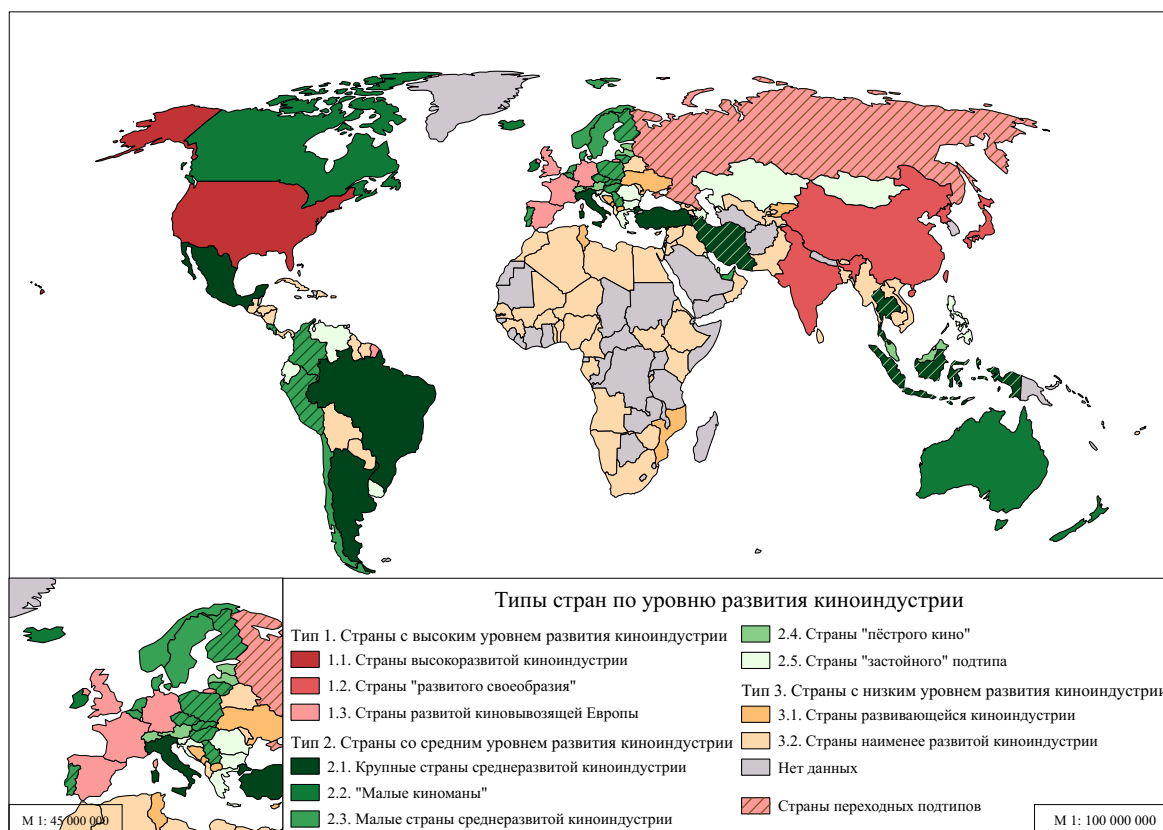 Типы стран по уровню развития киноиндустрии
Тип 1. Страны с высоким уровнем развития киноиндустрии
1.1. Страны высокоразвитой киноиндустрии
1.2. Страны "развитого своеобразия"
1.3. Страны развитой киновывозящей Европы
Тип 2. Страны со средним уровнем развития киноиндустрии
2.1. Крупные страны среднеразвитой киноиндустрии
2.2. "Малые киноманы"
2.3. Малые страны среднеразвитой киноиндустрии
2.4. Страны "пёстрого кино"
2.5. Страны "застойного" подтипа
Тип 3. Страны с низким уровнем развития киноиндустрии
3.1. Страны развивающейся киноиндустрии
3.2. Страны наименее развитой киноиндустрии
Нет данных
Страны переходных подтипов
М 1: 45 000 000
М 1: 100 000 000